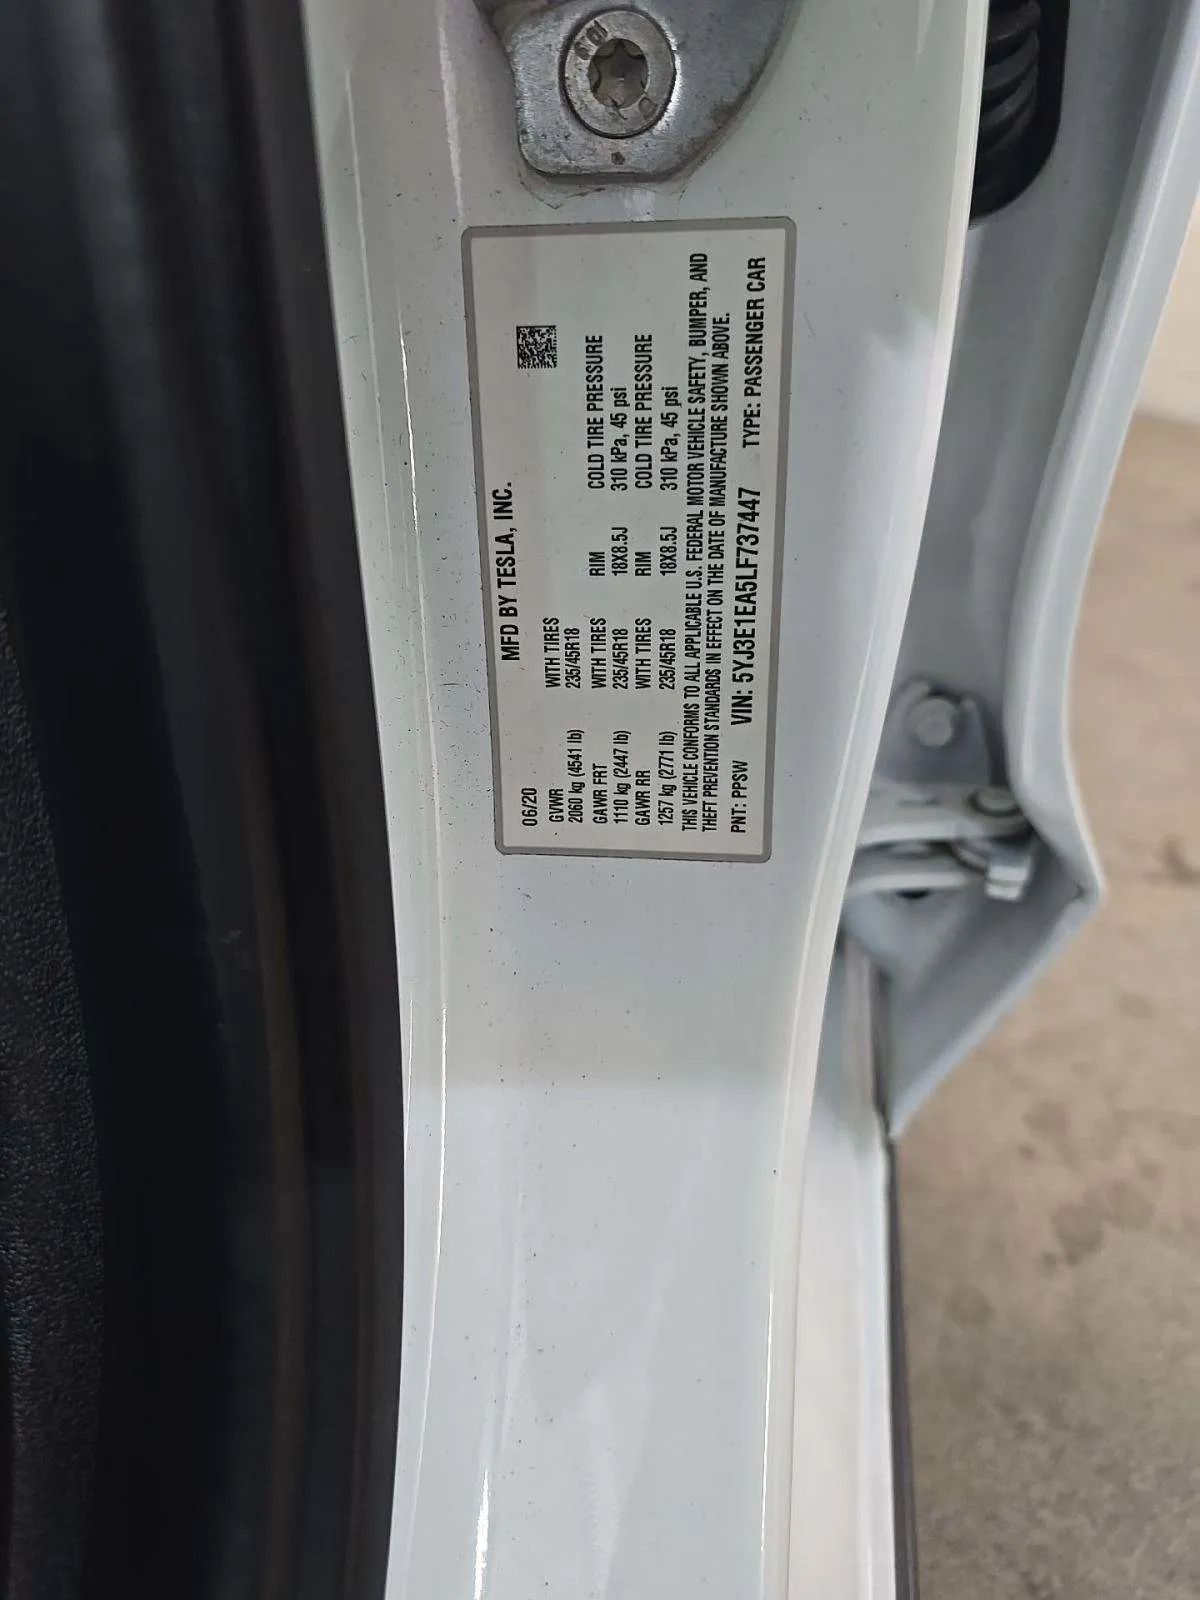 MFD BY TESLA, INC.
06/20
GVWR WITH TIRES
2060 kg (4541 lb) 235/45R18
GAWR FRT WITH TIRES RIM COLD TIRE PRESSURE
1110 kg (2447 lb) 235/45R18 18X8.5J 310 kPa, 45 psi
GAWR RR WITH TIRES RIM COLD TIRE PRESSURE
1257 kg (2771 lb) 235/45R18 18X8.5J 310 kPa, 45 psi
THIS VEHICLE CONFORMS TO ALL APPLICABLE U.S. FEDERAL MOTOR VEHICLE SAFETY, BUMPER, AND
THEFT PREVENTION STANDARDS IN EFFECT ON THE DATE OF MANUFACTURE SHOWN ABOVE.
PNT: PPSW VIN: 5YJ3E1EA5LF737447 TYPE: PASSENGER CAR